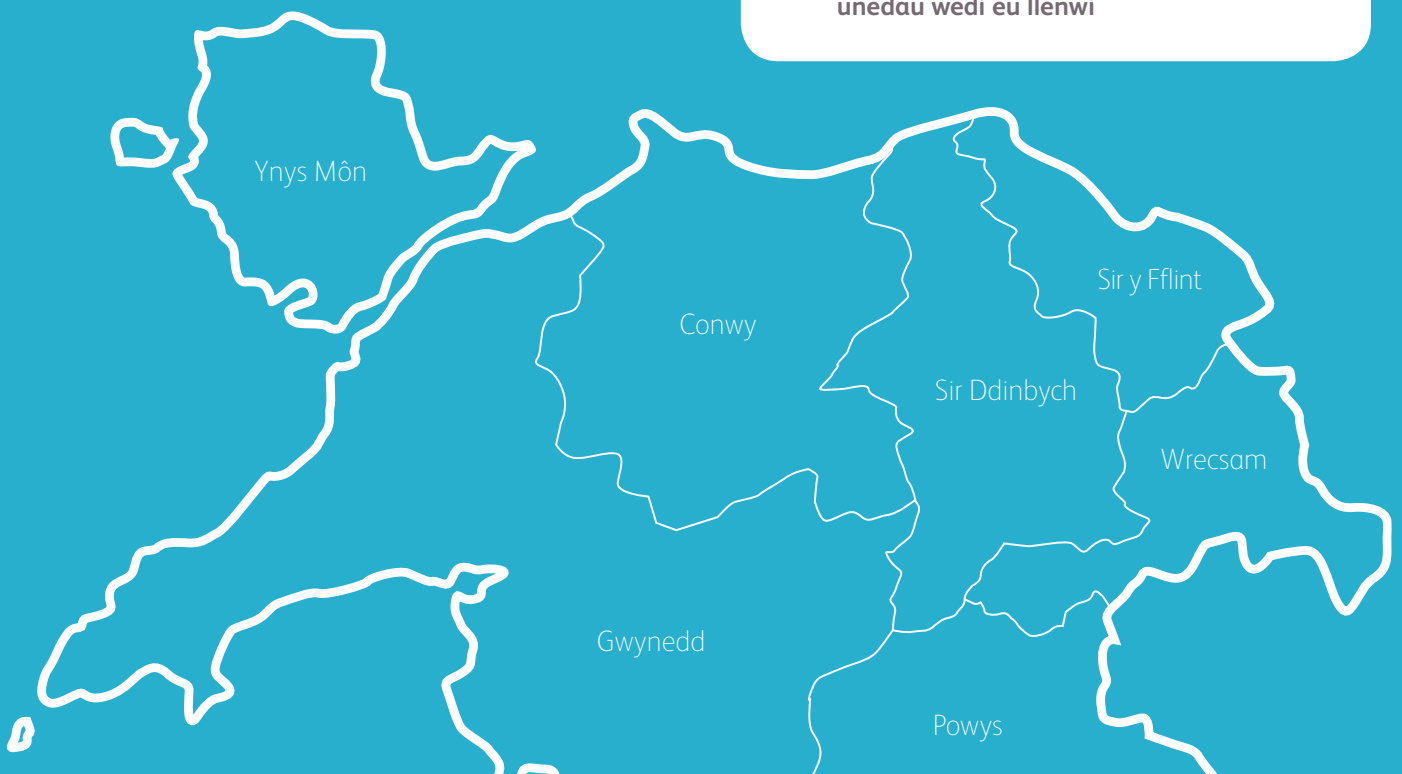 unedau wedi eu llenwi
Ynys Môn
Sir y Fflint
Conwy
Sir Ddinbych
Wrecsam
Gwynedd
Powys